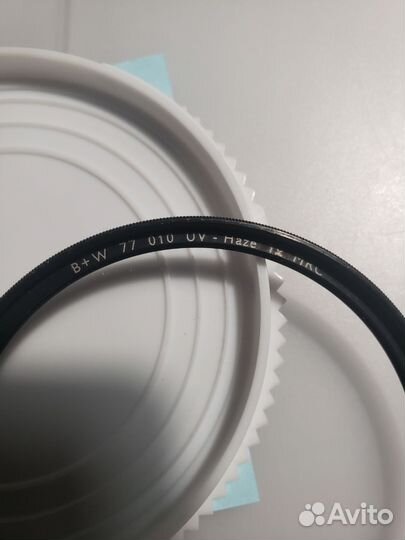 B+W 77 010 UV-Haze 1x MRC
Avito